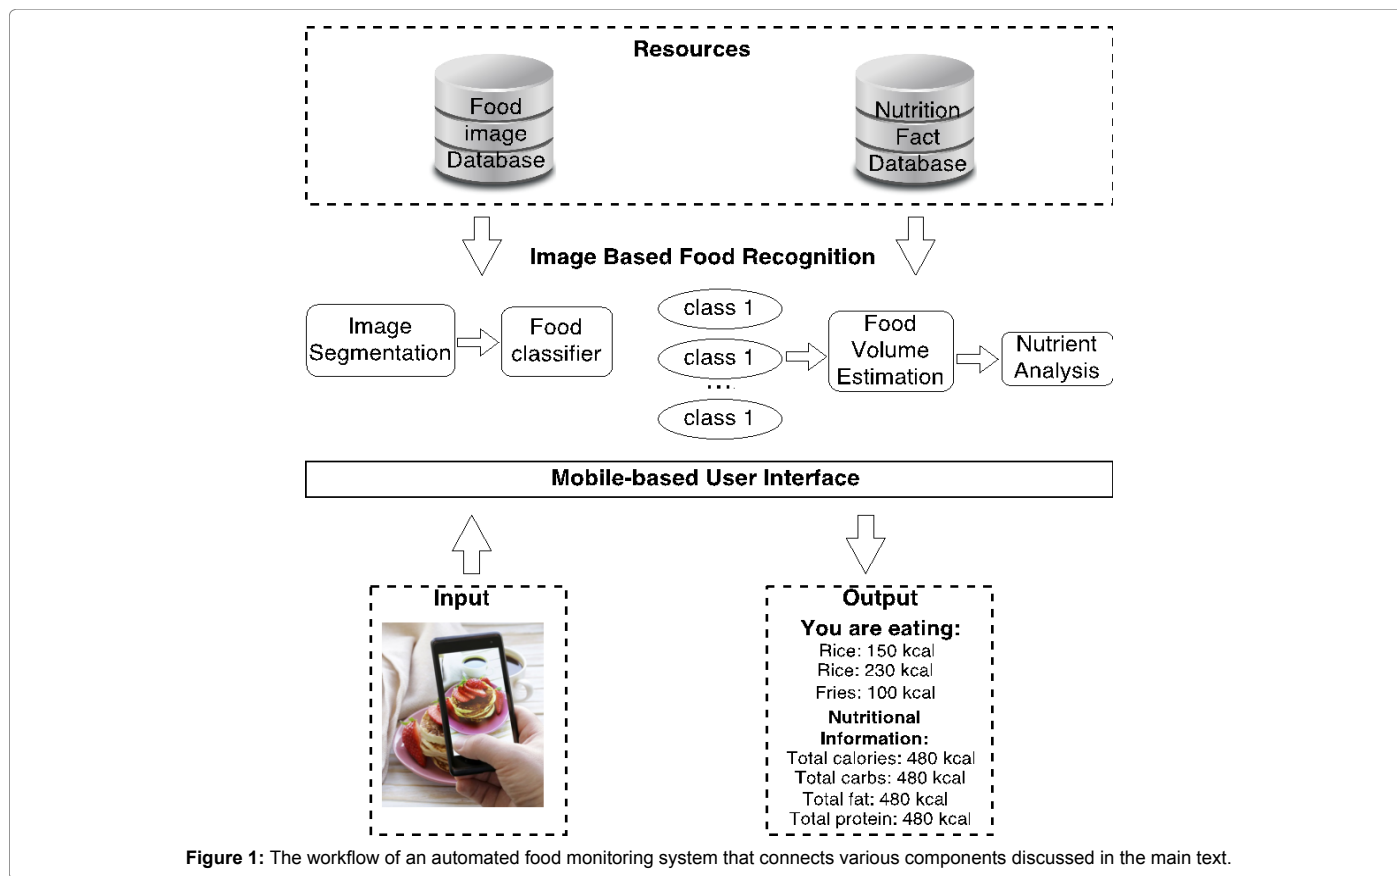 Resources
Food
image
Database
Nutrition
Fact
Database
Image Based Food Recognition
Image
Segmentation
Food
classifier
class 1
class 1
....
class 1
Food
Volume
Estimation
Nutrient
Analysis
Mobile-based User Interface
Input
Output
You are eating:
Rice: 150 kcal
Rice: 230 kcal
Fries: 100 kcal
Nutritional
Information:
Total calories: 480 kcal
Total carbs: 480 kcal
Total fat: 480 kcal
Total protein: 480 kcal
Figure 1: The workflow of an automated food monitoring system that connects various components discussed in the main text.